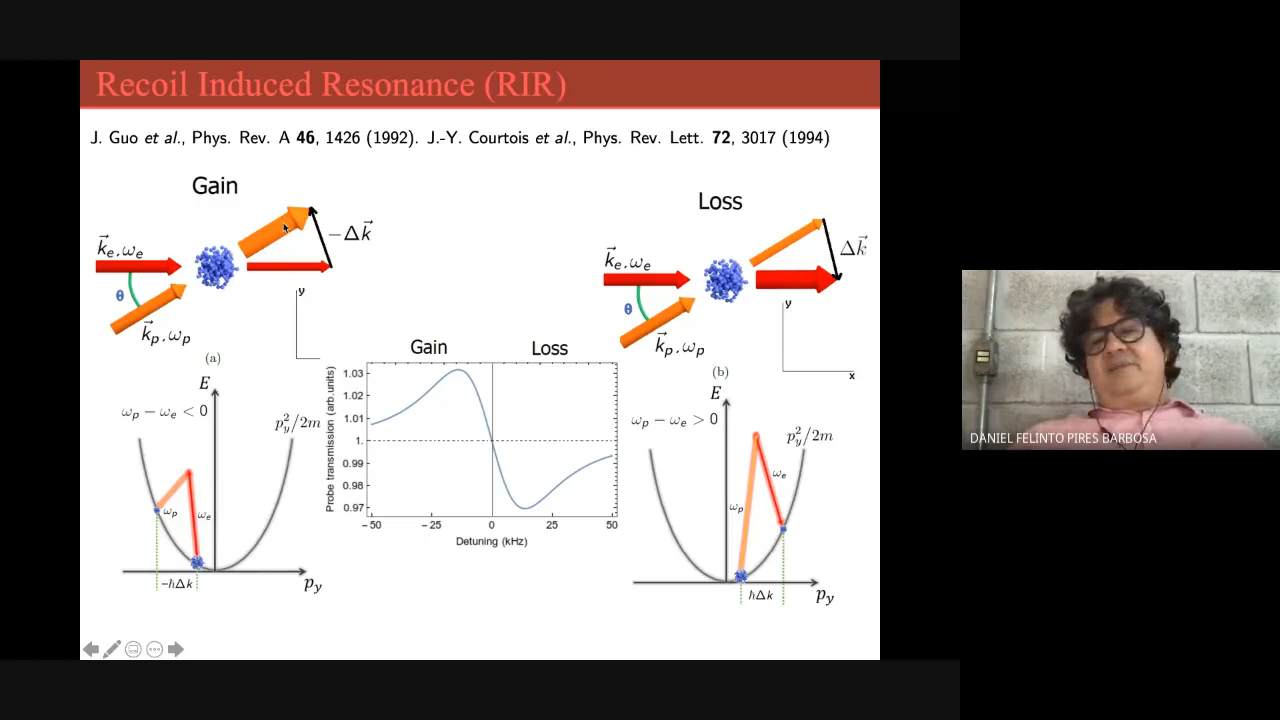 Recoil Induced Resonance (RIR)
J. Guo et al., Phys. Rev. A 46, 1426 (1992). J.-Y. Courtois et al., Phys. Rev. Lett. 72, 3017 (1994)
Gain
k⃗e, ωe
−Δk⃗
θ
k⃗p, ωp
y
(a)
Loss
k⃗e, ωe
Δk⃗
θ
k⃗p, ωp
y
x
(b)
E
ωp − ωe < 0
py²/2m
ωp
ωe
−ħΔk
py
Gain
Loss
Probe transmission (arb.units)
1.03
1.02
1.01
1.
0.99
0.98
0.97
−50
−25
0
25
50
Detuning (kHz)
E
ωp − ωe > 0
py²/2m
ωe
ωp
ħΔk
py
DANIEL FELINTO PIRES BARBOSA